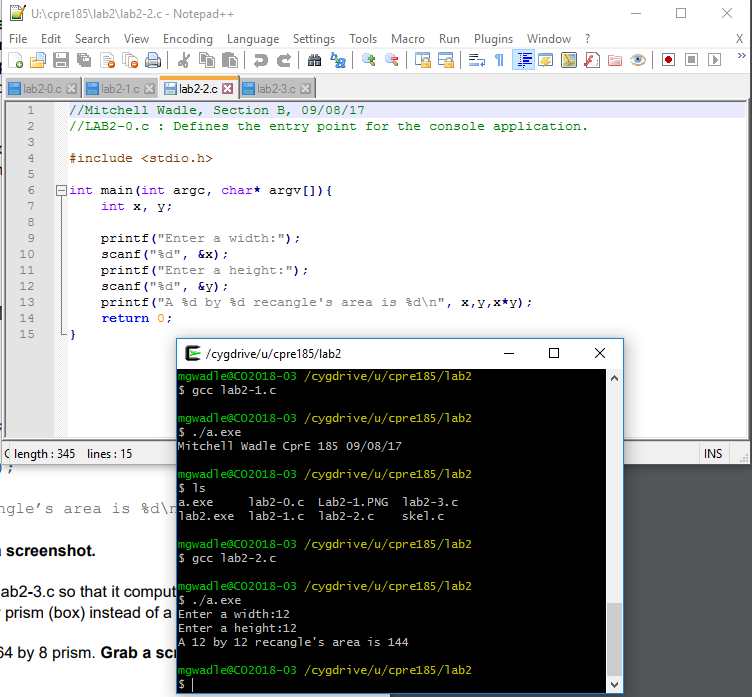 U:\cpre185\lab2\lab2-2.c - Notepad++
File Edit Search View Encoding Language Settings Tools Macro Run Plugins Window ? X
lab2-0.c lab2-1.c lab2-2.c lab2-3.c
1 //Mitchell Wadle, Section B, 09/08/17
2 //LAB2-0.c : Defines the entry point for the console application.
3
4 #include <stdio.h>
5
6 int main(int argc, char* argv[]){
7 int x, y;
8
9 printf("Enter a width:");
10 scanf("%d", &x);
11 printf("Enter a height:");
12 scanf("%d", &y);
13 printf("A %d by %d recangle's area is %d\n", x,y,x*y);
14 return 0;
15 }
C length : 345 lines : 15 INS
);
ngle's area is %d\n
a screenshot.
ab2-3.c so that it comput
prism (box) instead of a
64 by 8 prism. Grab a scr
/cygdrive/u/cpre185/lab2
mgwadle@CO2018-03 /cygdrive/u/cpre185/lab2
$ gcc lab2-1.c
mgwadle@CO2018-03 /cygdrive/u/cpre185/lab2
$ ./a.exe
Mitchell Wadle CprE 185 09/08/17
mgwadle@CO2018-03 /cygdrive/u/cpre185/lab2
$ ls
a.exe lab2-0.c Lab2-1.PNG lab2-3.c
lab2.exe lab2-1.c lab2-2.c skel.c
mgwadle@CO2018-03 /cygdrive/u/cpre185/lab2
$ gcc lab2-2.c
mgwadle@CO2018-03 /cygdrive/u/cpre185/lab2
$ ./a.exe
Enter a width:12
Enter a height:12
A 12 by 12 recangle's area is 144
mgwadle@CO2018-03 /cygdrive/u/cpre185/lab2
$